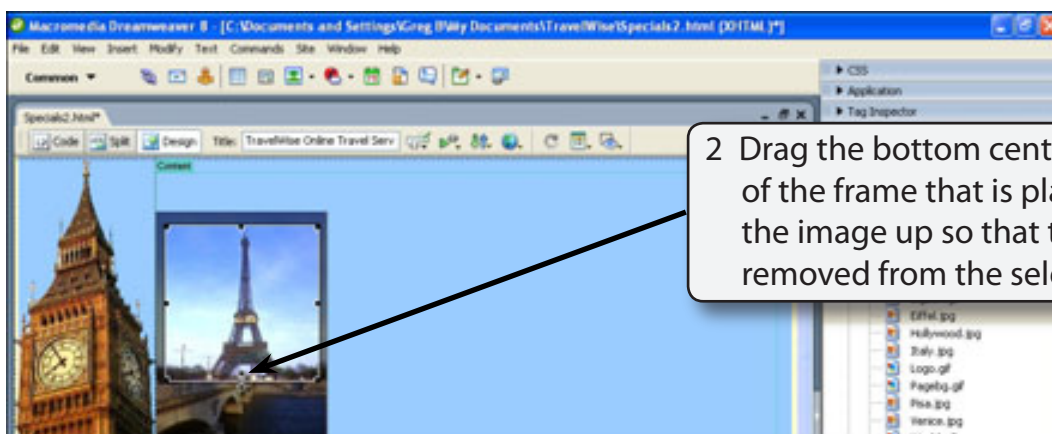 Macromedia Dreamweaver 8 - [C:\Documents and Settings\Greg B\My Documents\TravelWise\Specials2.html (XHTML)*]
File Edit View Insert Modify Text Commands Site Window Help
Common
CSS
Application
Tag Inspector
Specials2.html*
Code Split Design Title: TravelWise Online Travel Serv
Content
2 Drag the bottom cent
of the frame that is pla
the image up so that t
removed from the sele
Eiffel.jpg
Hollywood.jpg
Italy.jpg
Logo.gif
Pagebg.gif
Pisa.jpg
Venice.jpg